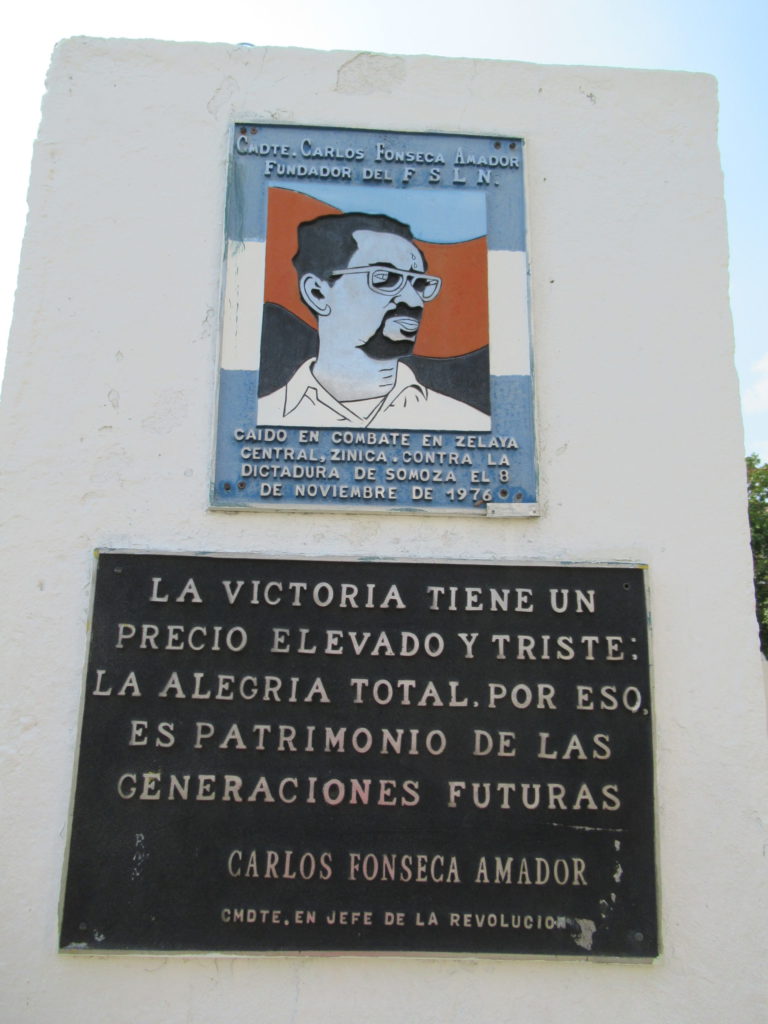 CMDTE. CARLOS FONSECA AMADOR
FUNDADOR DEL F S L N.
CAIDO EN COMBATE EN ZELAYA
CENTRAL, ZINICA. CONTRA LA
DICTADURA DE SOMOZA EL 8
DE NOVIEMBRE DE 1976
LA VICTORIA TIENE UN
PRECIO ELEVADO Y TRISTE:
LA ALEGRIA TOTAL. POR ESO,
ES PATRIMONIO DE LAS
GENERACIONES FUTURAS
CARLOS FONSECA AMADOR
CMDTE. EN JEFE DE LA REVOLUCION